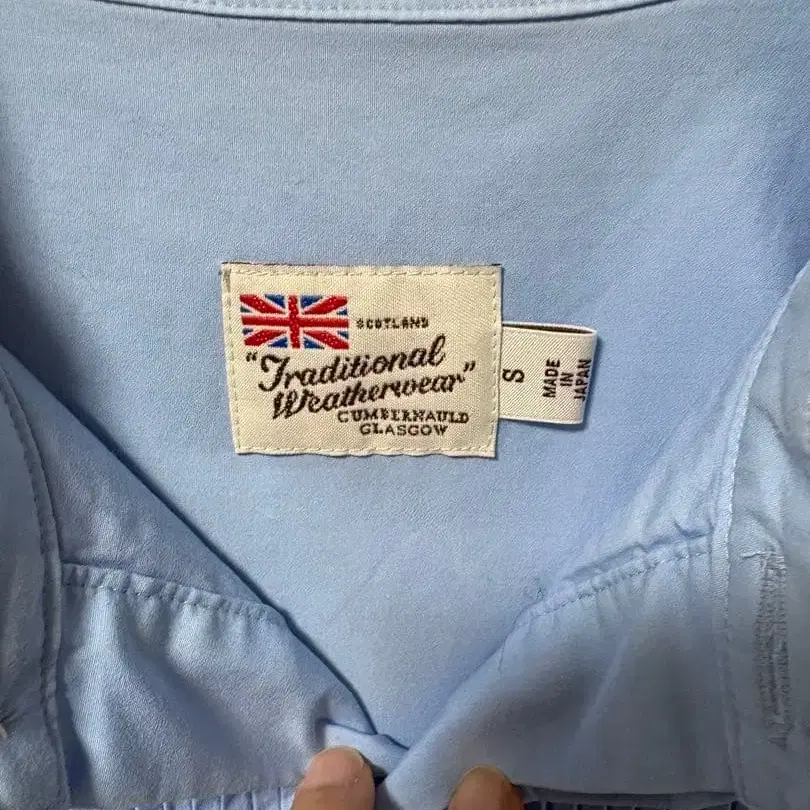 SCOTLAND
"Traditional
Weatherwear"
CUMBERNAULD
GLASGOW
S
MADE
IN
JAPAN